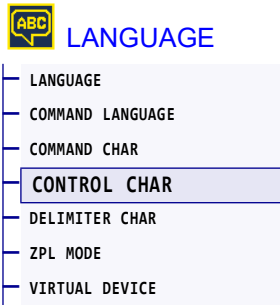 ABC
LANGUAGE
LANGUAGE
COMMAND LANGUAGE
COMMAND CHAR
CONTROL CHAR
DELIMITER CHAR
ZPL MODE
VIRTUAL DEVICE